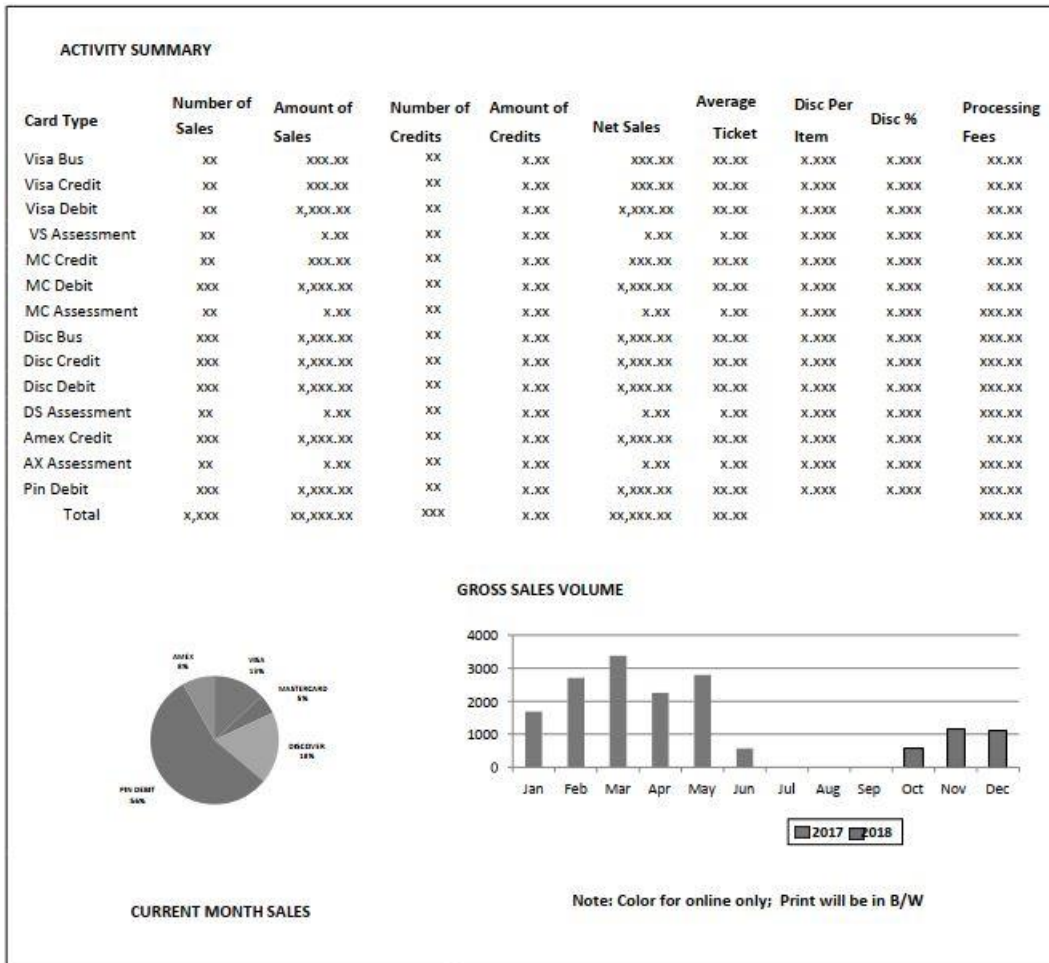 ACTIVITY SUMMARY
Card Type Number of Sales Amount of Sales Number of Credits Amount of Credits Net Sales Average Ticket Disc Per Item Disc % Processing Fees
Visa Bus xx xxx.xx xx x.xx xxx.xx xx.xx x.xxx x.xxx xx.xx
Visa Credit xx xxx.xx xx x.xx xxx.xx xx.xx x.xxx x.xxx xx.xx
Visa Debit xx x,xxx.xx xx x.xx x,xxx.xx xx.xx x.xxx x.xxx xx.xx
VS Assessment xx x.xx xx x.xx x.xx x.xx x.xxx x.xxx xx.xx
MC Credit xx xxx.xx xx x.xx xxx.xx xx.xx x.xxx x.xxx xx.xx
MC Debit xxx x,xxx.xx xx x.xx x,xxx.xx xx.xx x.xxx x.xxx xx.xx
MC Assessment xx x.xx xx x.xx x.xx x.xx x.xxx x.xxx xxx.xx
Disc Bus xxx x,xxx.xx xx x.xx x,xxx.xx xx.xx x.xxx x.xxx xxx.xx
Disc Credit xxx x,xxx.xx xx x.xx x,xxx.xx xx.xx x.xxx x.xxx xxx.xx
Disc Debit xxx x,xxx.xx xx x.xx x,xxx.xx xx.xx x.xxx x.xxx xxx.xx
DS Assessment xx x.xx xx x.xx x.xx x.xx x.xxx x.xxx xxx.xx
Amex Credit xxx x,xxx.xx xx x.xx x,xxx.xx xx.xx x.xxx x.xxx xx.xx
AX Assessment xx x.xx xx x.xx x.xx x.xx x.xxx x.xxx xxx.xx
Pin Debit xxx x,xxx.xx xx x.xx x,xxx.xx xx.xx x.xxx x.xxx xxx.xx
Total x,xxx xx,xxx.xx xxx x.xx xx,xxx.xx xx.xx xxx.xx
GROSS SALES VOLUME
AMEX
8%
VISA
13%
MASTERCARD
5%
DISCOVER
18%
PIN DEBIT
56%
4000
3000
2000
1000
0
Jan Feb Mar Apr May Jun Jul Aug Sep Oct Nov Dec
2017 2018
CURRENT MONTH SALES
Note: Color for online only; Print will be in B/W